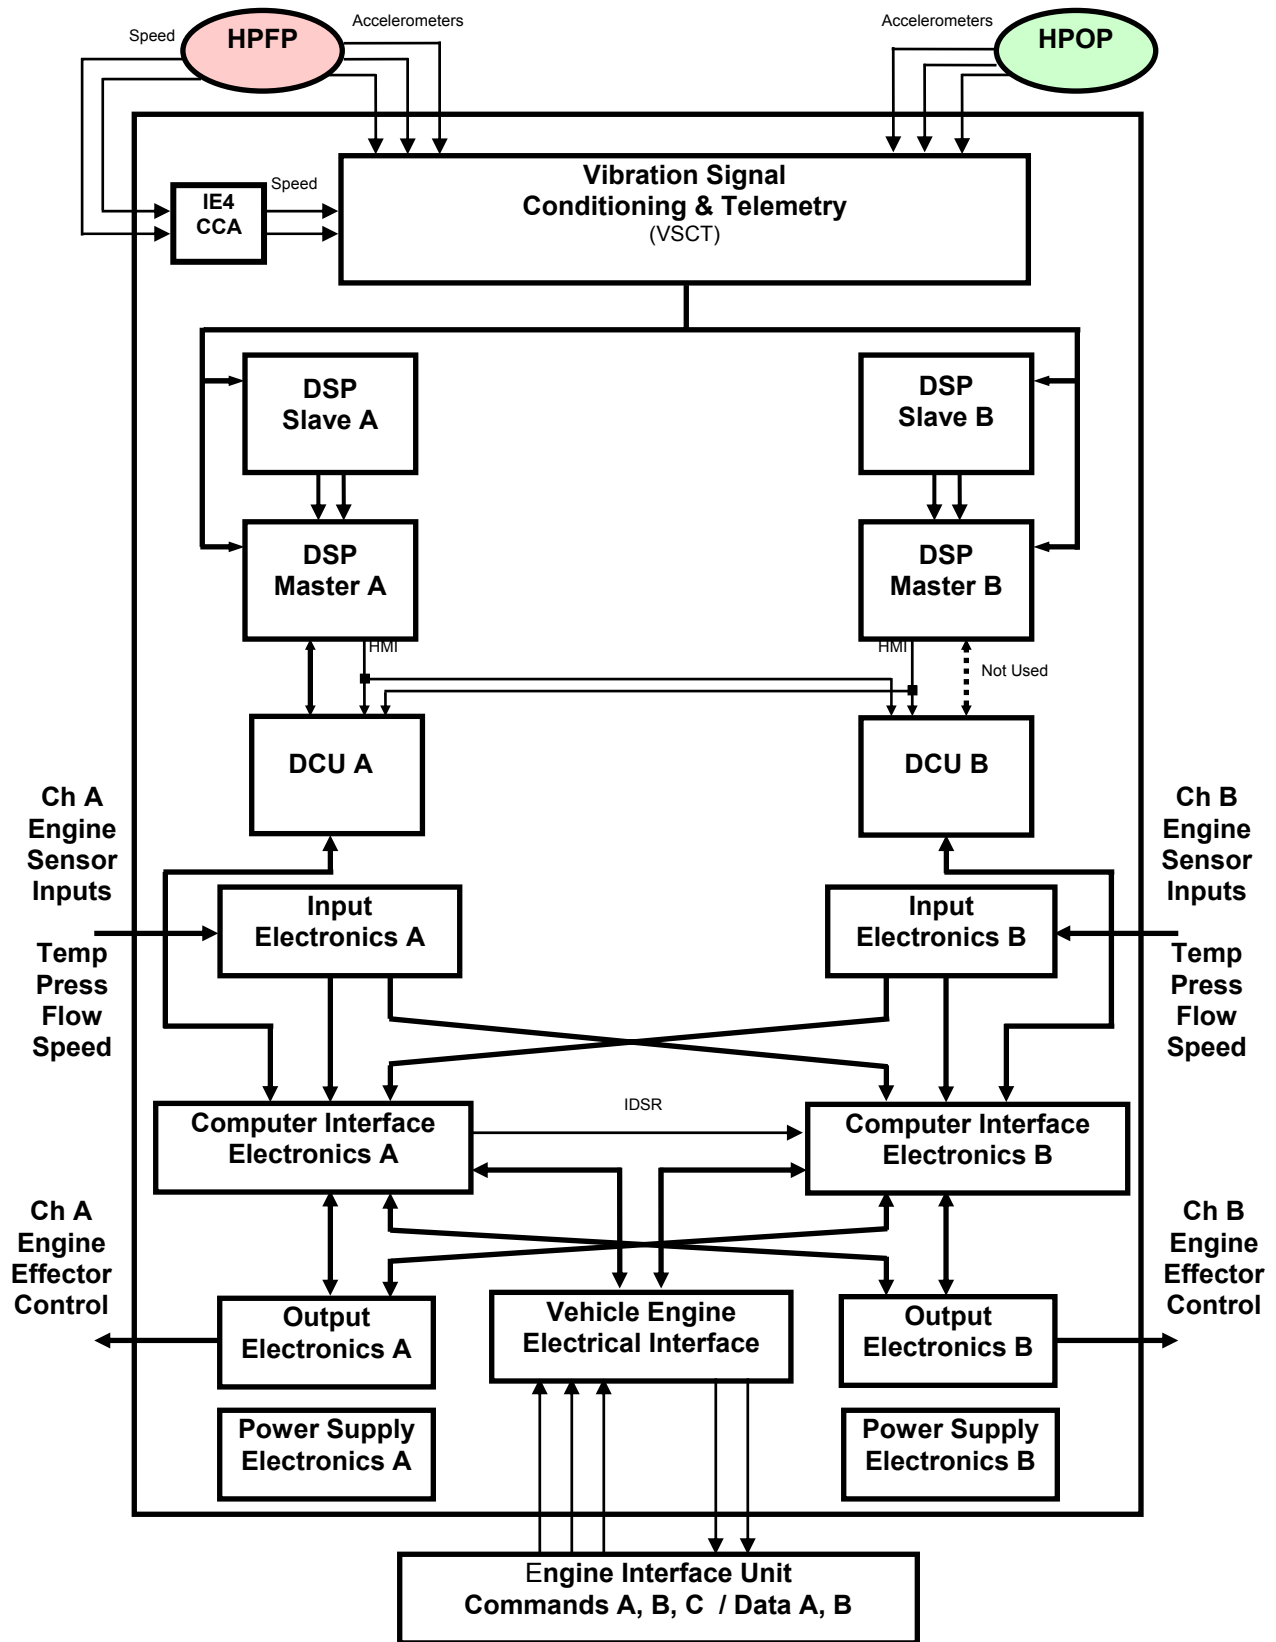 Speed
HPFP
Accelerometers
Accelerometers
HPOP
Vibration Signal
Conditioning & Telemetry
(VSCT)
IE4
CCA
Speed
DSP
Slave A
DSP
Slave B
DSP
Master A
DSP
Master B
HMI
HMI
Not Used
DCU A
DCU B
Ch A
Engine
Sensor
Inputs
Temp
Press
Flow
Speed
Ch B
Engine
Sensor
Inputs
Temp
Press
Flow
Speed
Input
Electronics A
Input
Electronics B
Computer Interface
Electronics A
IDSR
Computer Interface
Electronics B
Ch A
Engine
Effector
Control
Ch B
Engine
Effector
Control
Output
Electronics A
Vehicle Engine
Electrical Interface
Output
Electronics B
Power Supply
Electronics A
Power Supply
Electronics B
Engine Interface Unit
Commands A, B, C / Data A, B